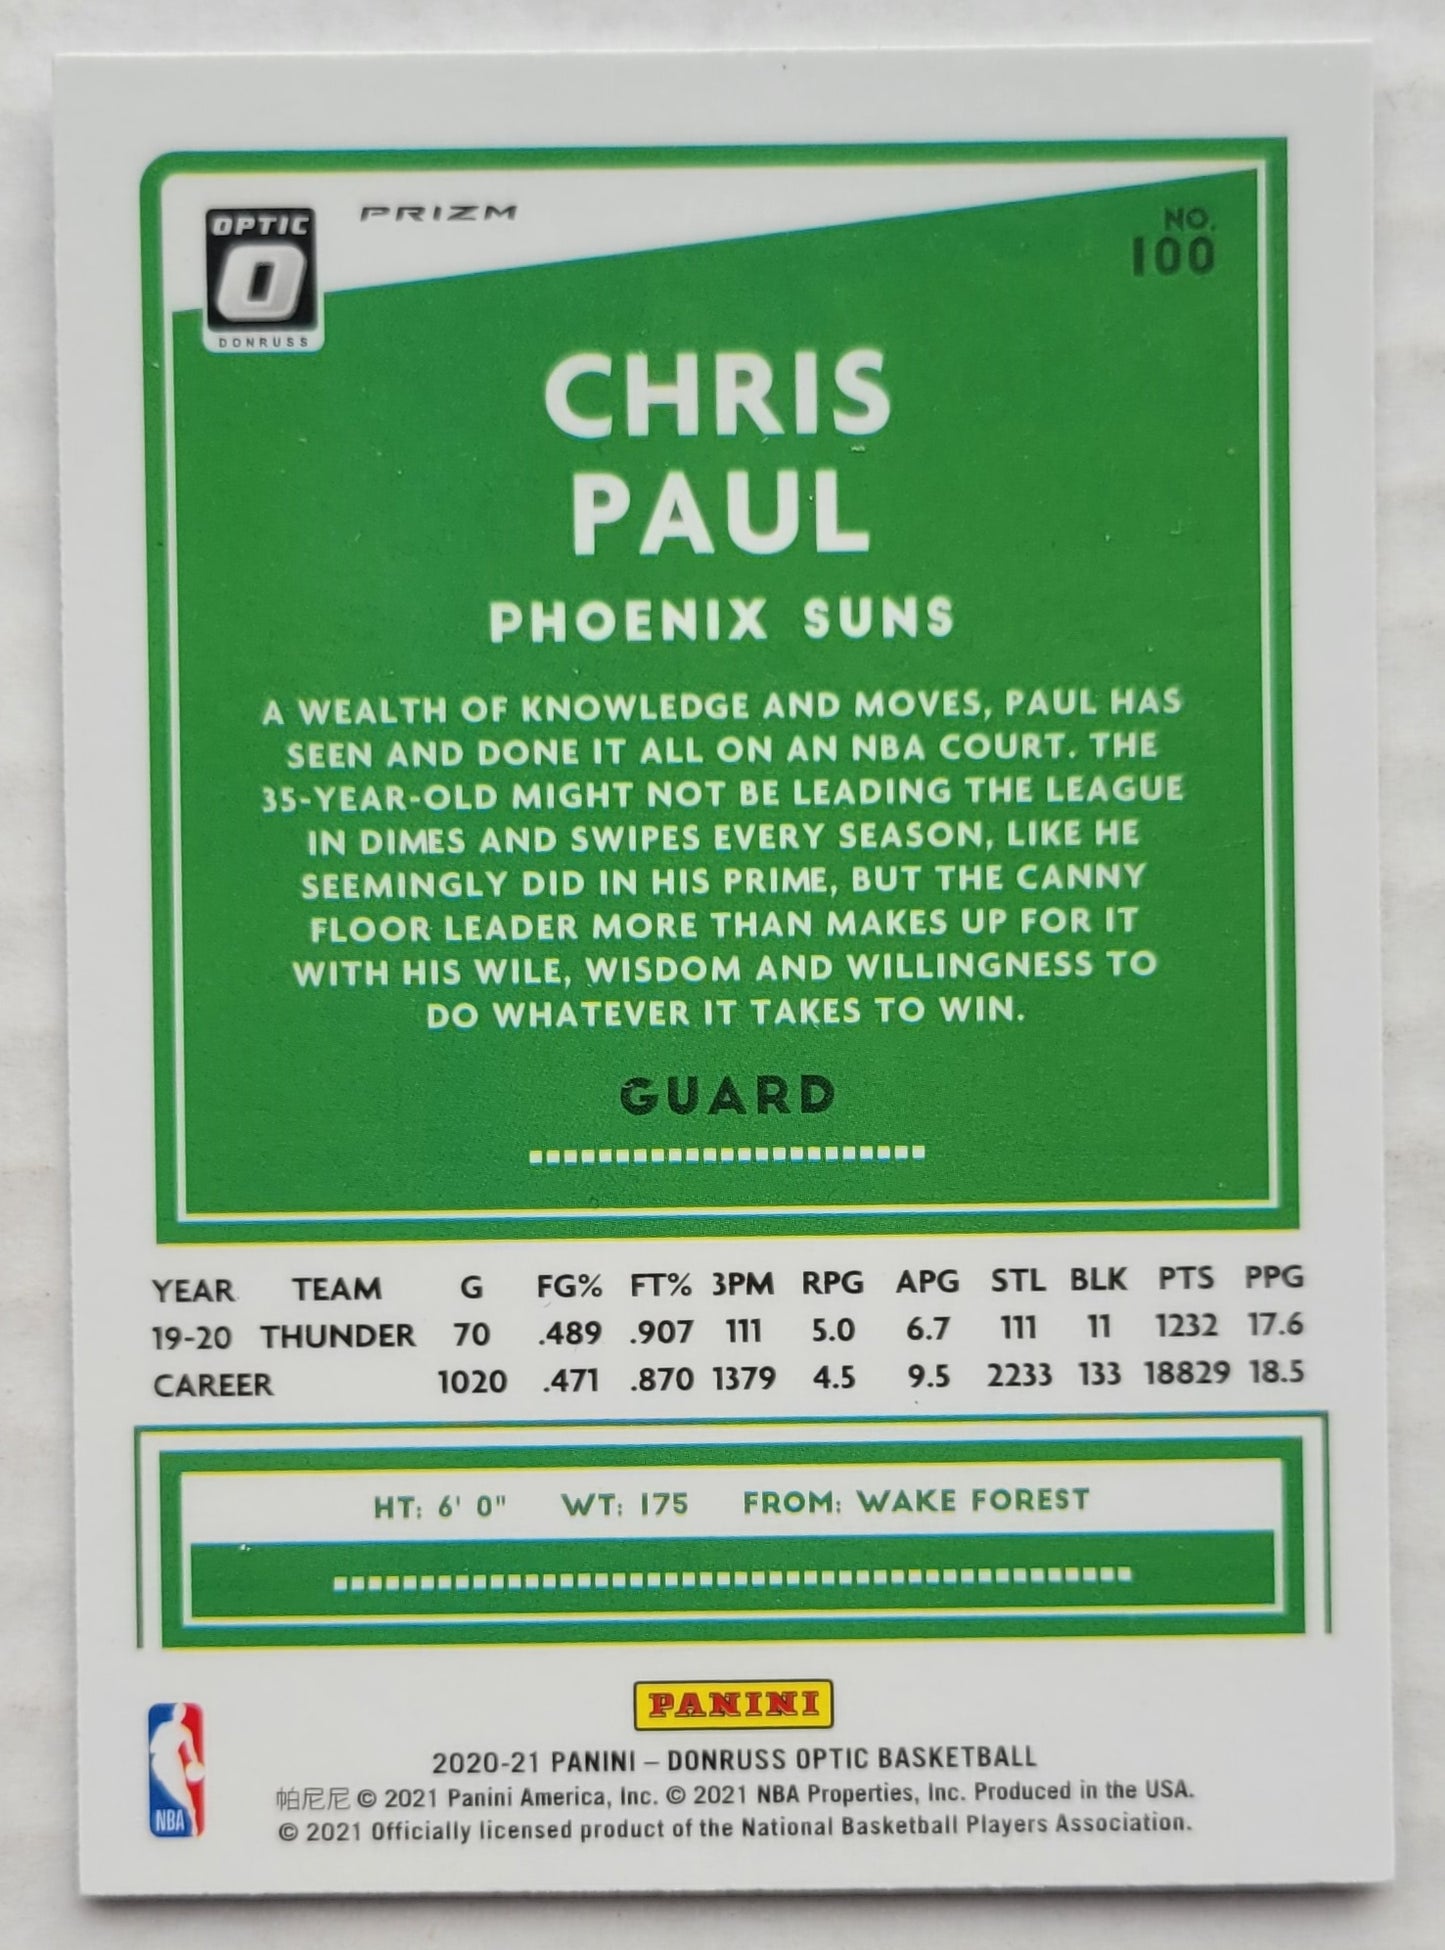 OPTIC
O
DONRUSS
PRIZM
NO.
100
CHRIS
PAUL
PHOENIX SUNS
A WEALTH OF KNOWLEDGE AND MOVES, PAUL HAS
SEEN AND DONE IT ALL ON AN NBA COURT. THE
35-YEAR-OLD MIGHT NOT BE LEADING THE LEAGUE
IN DIMES AND SWIPES EVERY SEASON, LIKE HE
SEEMINGLY DID IN HIS PRIME, BUT THE CANNY
FLOOR LEADER MORE THAN MAKES UP FOR IT
WITH HIS WILE, WISDOM AND WILLINGNESS TO
DO WHATEVER IT TAKES TO WIN.
GUARD
YEAR TEAM G FG% FT% 3PM RPG APG STL BLK PTS PPG
19-20 THUNDER 70 .489 .907 111 5.0 6.7 111 11 1232 17.6
CAREER 1020 .471 .870 1379 4.5 9.5 2233 133 18829 18.5
HT: 6' 0" WT: 175 FROM: WAKE FOREST
PANINI
2020-21 PANINI – DONRUSS OPTIC BASKETBALL
帕尼尼 © 2021 Panini America, Inc. © 2021 NBA Properties, Inc. Produced in the USA.
© 2021 Officially licensed product of the National Basketball Players Association.
NBA